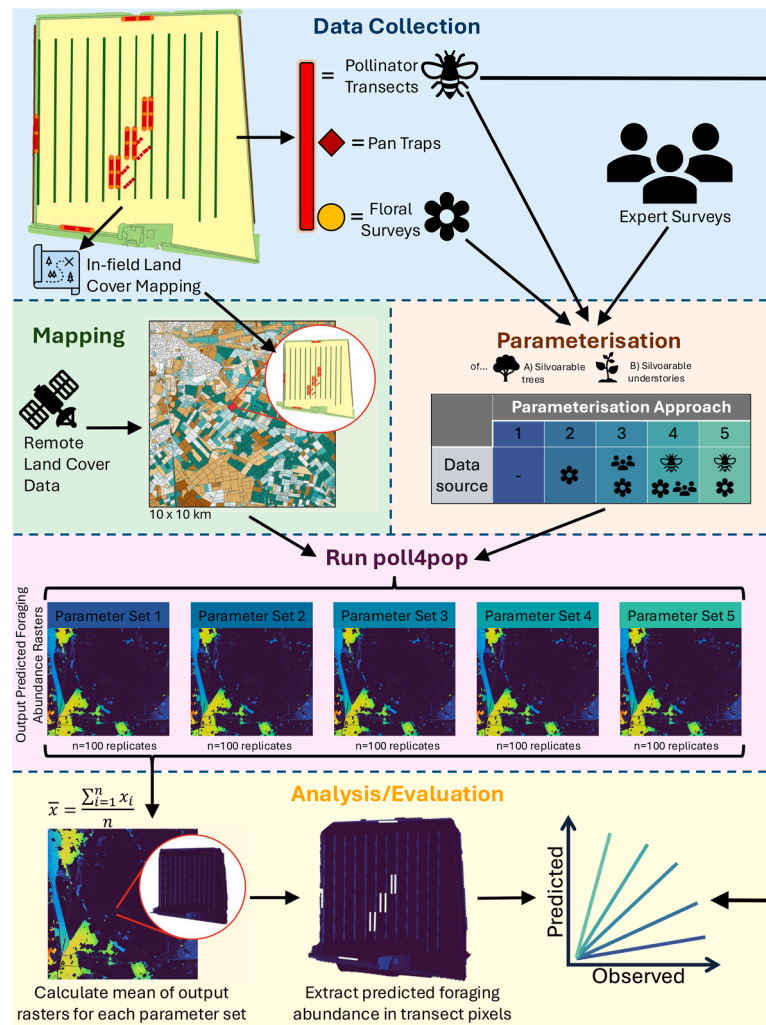 Data Collection
= Pollinator
Transects
= Pan Traps
= Floral
Surveys
Expert Surveys
In-field Land
Cover Mapping
Mapping
Remote
Land Cover
Data
10 x 10 km
Parameterisation
of...
A) Silvoarable
trees
B) Silvoarable
understories
Parameterisation Approach
1 2 3 4 5
Data
source
-
Run poll4pop
Output Predicted Foraging
Abundance Rasters
Parameter Set 1
Parameter Set 2
Parameter Set 3
Parameter Set 4
Parameter Set 5
n=100 replicates
n=100 replicates
n=100 replicates
n=100 replicates
n=100 replicates
Analysis/Evaluation
x̅ = ∑ⁿᵢ₌₁ xᵢ / n
Calculate mean of output
rasters for each parameter set
Extract predicted foraging
abundance in transect pixels
Predicted
Observed